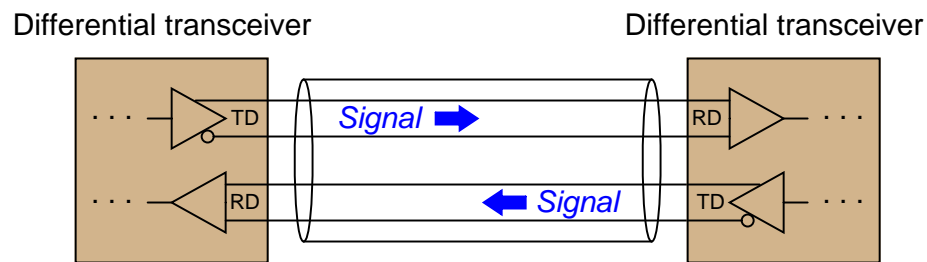 Differential transceiver
Differential transceiver
. . . TD Signal RD . . .
. . . RD Signal TD . . .